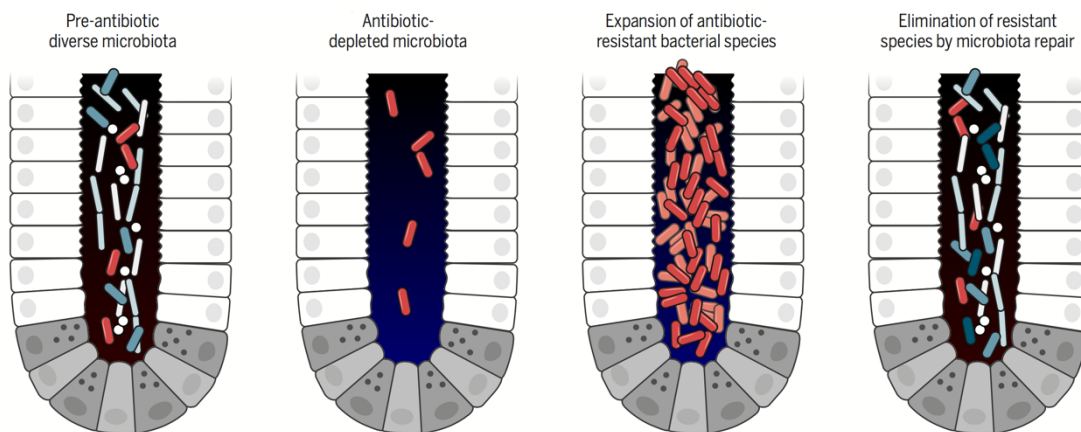 Pre-antibiotic
diverse microbiota
Antibiotic-
depleted microbiota
Expansion of antibiotic-
resistant bacterial species
Elimination of resistant
species by microbiota repair